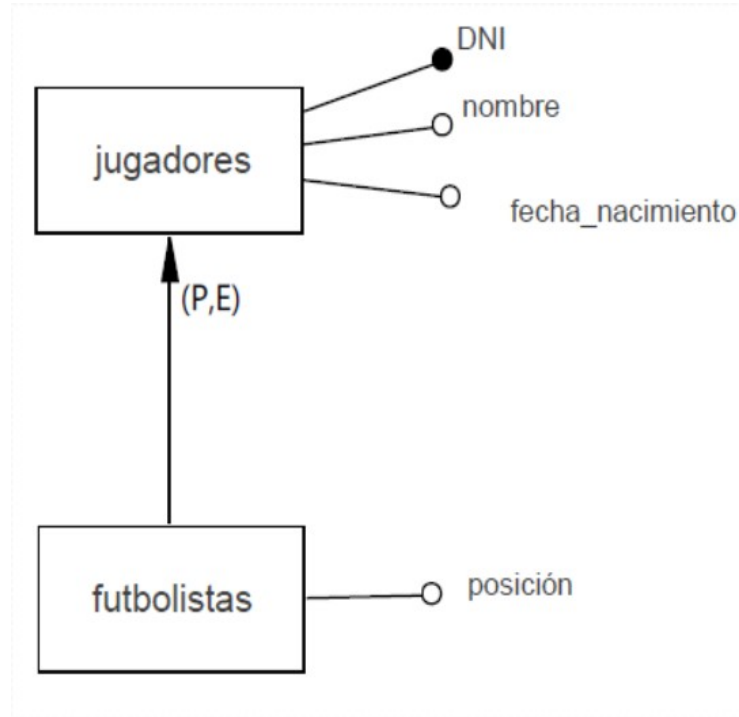 DNI
nombre
jugadores
fecha_nacimiento
(P,E)
futbolistas
posición